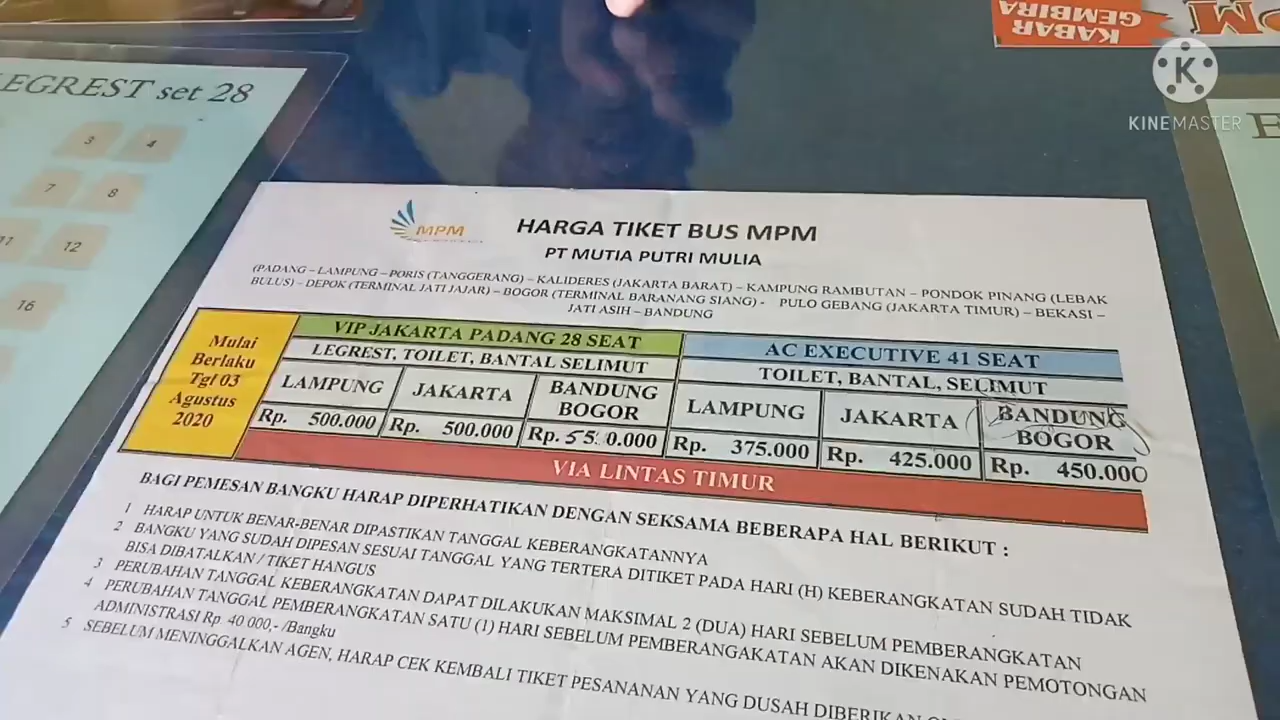 KABAR
GEMBIRA
PM
KINEMASTER
EGREST set 28
3
4
7
8
11
12
16
MPM
HARGA TIKET BUS MPM
PT MUTIA PUTRI MULIA
(PADANG – LAMPUNG – PORIS (TANGGERANG) – KALIDERES (JAKARTA BARAT) – KAMPUNG RAMBUTAN – PONDOK PINANG (LEBAK
BULUS) – DEPOK (TERMINAL JATI JAJAR) – BOGOR (TERMINAL BARANANG SIANG) - PULO GEBANG (JAKARTA TIMUR) – BEKASI –
JATI ASIH – BANDUNG
Mulai
Berlaku
Tgl 03
Agustus
2020
VIP JAKARTA PADANG 28 SEAT
AC EXECUTIVE 41 SEAT
LEGREST, TOILET, BANTAL SELIMUT
TOILET, BANTAL, SELIMUT
LAMPUNG JAKARTA BANDUNG BOGOR LAMPUNG JAKARTA BANDUNG BOGOR
Rp. 500.000 Rp. 500.000 Rp. 550.000 Rp. 375.000 Rp. 425.000 Rp. 450.000
VIA LINTAS TIMUR
BAGI PEMESAN BANGKU HARAP DIPERHATIKAN DENGAN SEKSAMA BEBERAPA HAL BERIKUT :
1 HARAP UNTUK BENAR-BENAR DIPASTIKAN TANGGAL KEBERANGKATANNYA
2 BANGKU YANG SUDAH DIPESAN SESUAI TANGGAL YANG TERTERA DITIKET PADA HARI (H) KEBERANGKATAN SUDAH TIDAK
BISA DIBATALKAN / TIKET HANGUS
3 PERUBAHAN TANGGAL KEBERANGKATAN DAPAT DILAKUKAN MAKSIMAL 2 (DUA) HARI SEBELUM PEMBERANGKATAN
4 PERUBAHAN TANGGAL PEMBERANGKATAN SATU (1) HARI SEBELUM PEMBERANGAKATAN AKAN DIKENAKAN PEMOTONGAN
ADMINISTRASI Rp. 40.000,- /Bangku
5 SEBELUM MENINGGALKAN AGEN, HARAP CEK KEMBALI TIKET PESANANAN YANG DUSAH DIBERIKAN